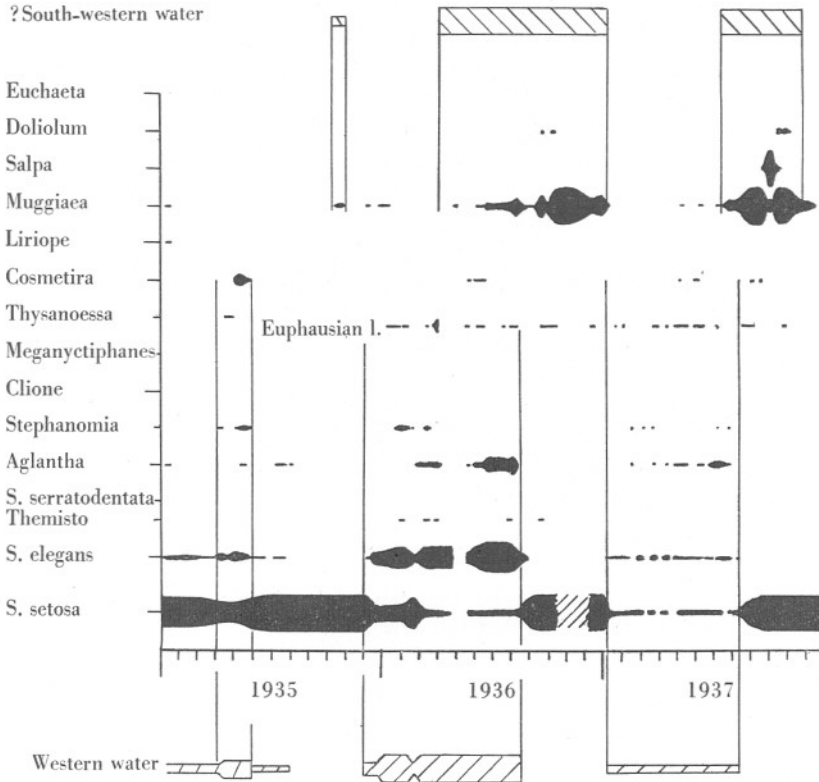 ?South-western water
Euchaeta
Doliolum
Salpa
Muggiaea
Liriope
Cosmetira
Thysanoessa
Euphausian l.
Meganyctiphanes
Clione
Stephanomia
Aglantha
S. serratodentata
Themisto
S. elegans
S. setosa
1935 1936 1937
Western water